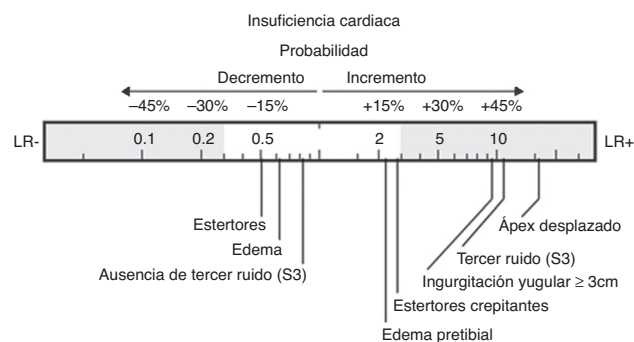 Insuficiencia cardiaca
Probabilidad
Decremento Incremento
–45% –30% –15% +15% +30% +45%
LR- 0.1 0.2 0.5 2 5 10 LR+
Estertores
Edema
Ausencia de tercer ruido (S3)
Ápex desplazado
Tercer ruido (S3)
Ingurgitación yugular ≥ 3cm
Estertores crepitantes
Edema pretibial